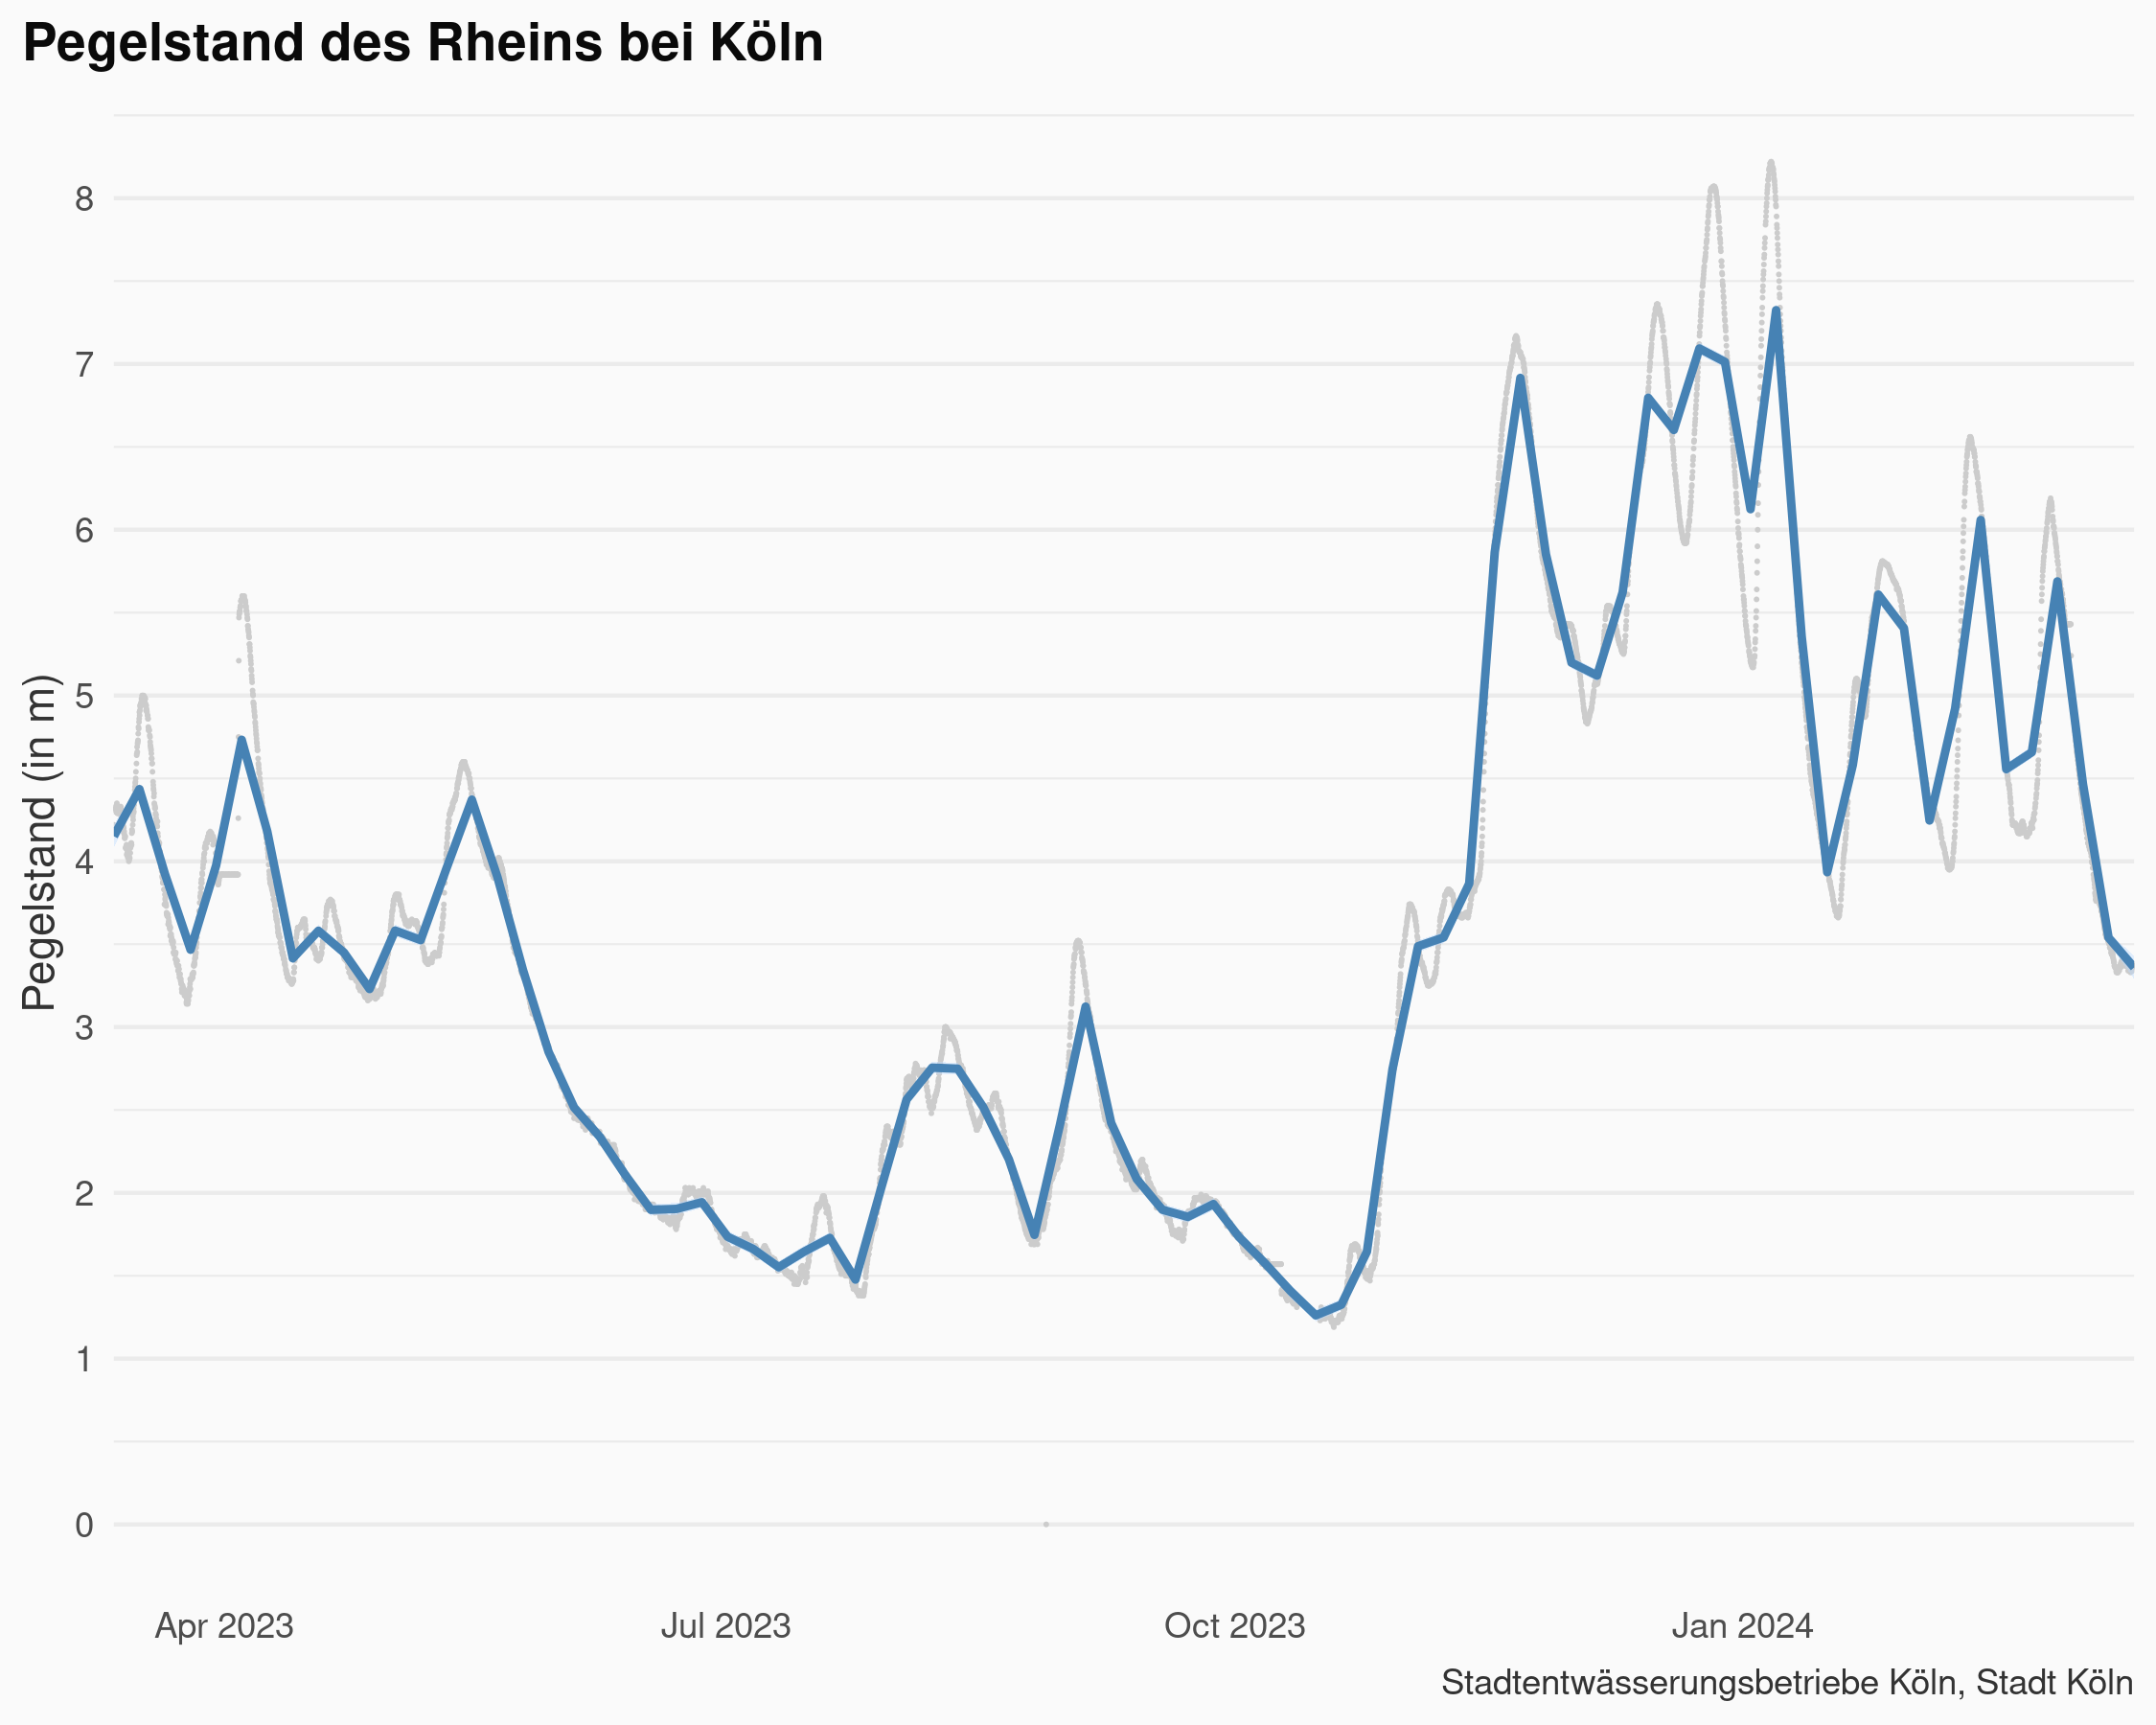 Pegelstand des Rheins bei Köln
Pegelstand (in m)
8
7
6
5
4
3
2
1
0
Apr 2023
Jul 2023
Oct 2023
Jan 2024
Stadtentwässerungsbetriebe Köln, Stadt Köln